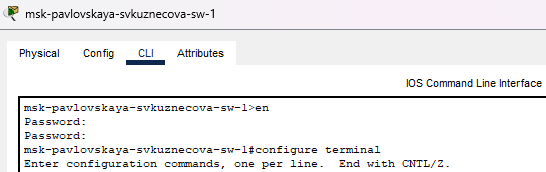 msk-pavlovskaya-svkuznecova-sw-1
Physical Config CLI Attributes
IOS Command Line Interface
msk-pavlovskaya-svkuznecova-sw-1>en
Password:
Password:
msk-pavlovskaya-svkuznecova-sw-1#configure terminal
Enter configuration commands, one per line.  End with CNTL/Z.